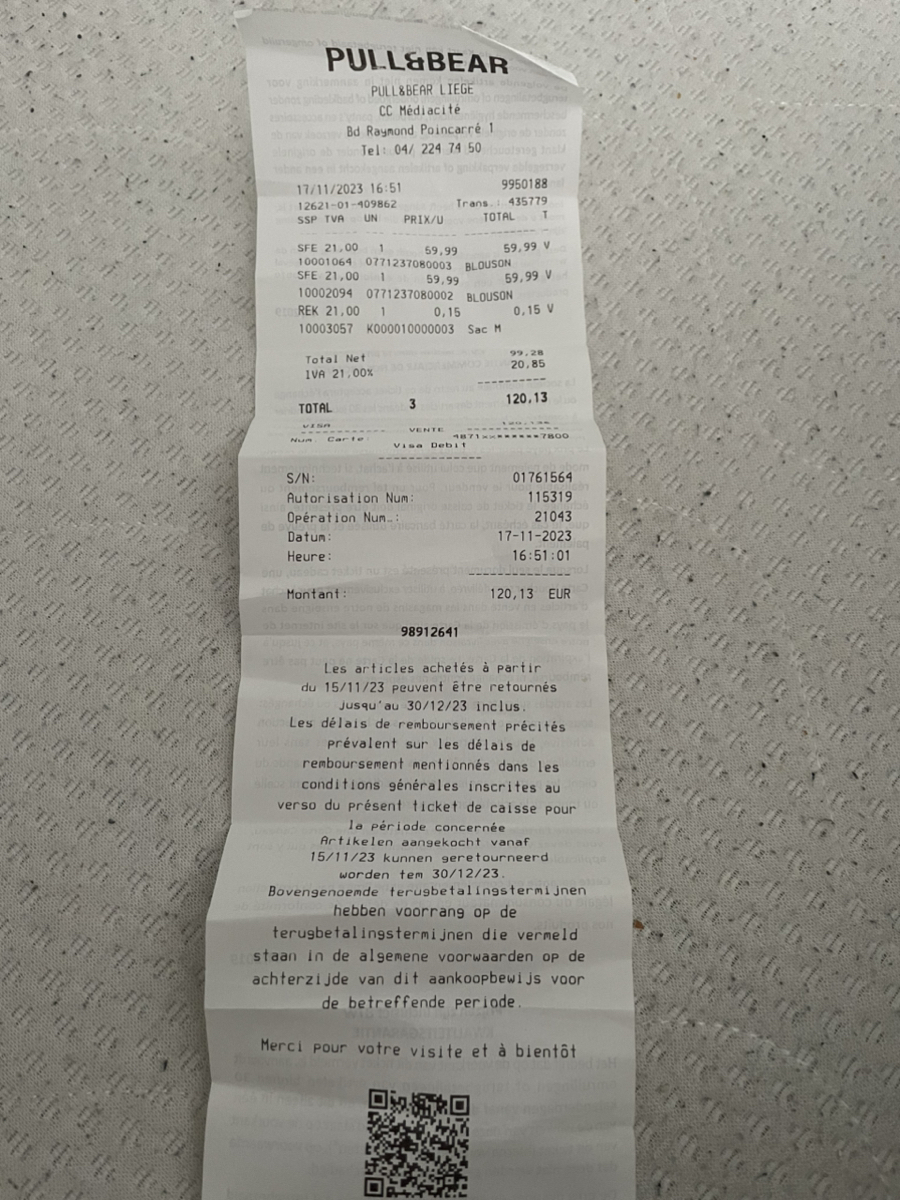 PULL&BEAR
PULL&BEAR LIEGE
CC Médiacité
Bd Raymond Poincarré 1
Tel: 04/ 224 74 50
17/11/2023 16:51 9950188
12621-01-409862 Trans.: 435779
SSP TVA UN PRIX/U TOTAL T
SFE 21,00 1 59,99 59,99 V
10001064 0771237080003 BLOUSON
SFE 21,00 1 59,99 59,99 V
10002094 0771237080002 BLOUSON
REK 21,00 1 0,15 0,15 V
10003057 K000010000003 Sac M
Total Net 99,28
IVA 21,00% 20,85
TOTAL 3 120,13
VISA
VENTE
Num. Carte: 4871********7800
Visa Debit
S/N: 01761564
Autorisation Num: 115319
Opération Num.: 21043
Datum: 17-11-2023
Heure: 16:51:01
Montant: 120,13 EUR
98912641
Les articles achetés à partir
du 15/11/23 peuvent être retournés
jusqu'au 30/12/23 inclus.
Les délais de remboursement précités
prévalent sur les délais de
remboursement mentionnés dans les
conditions générales inscrites au
verso du présent ticket de caisse pour
la période concernée
Artikelen aangekocht vanaf
15/11/23 kunnen geretourneerd
worden tem 30/12/23.
Bovengenoemde terugbetalingstermijnen
hebben voorrang op de
terugbetalingstermijnen die vermeld
staan in de algemene voorwaarden op de
achterzijde van dit aankoopbewijs voor
de betreffende periode.
Merci pour votre visite et à bientôt